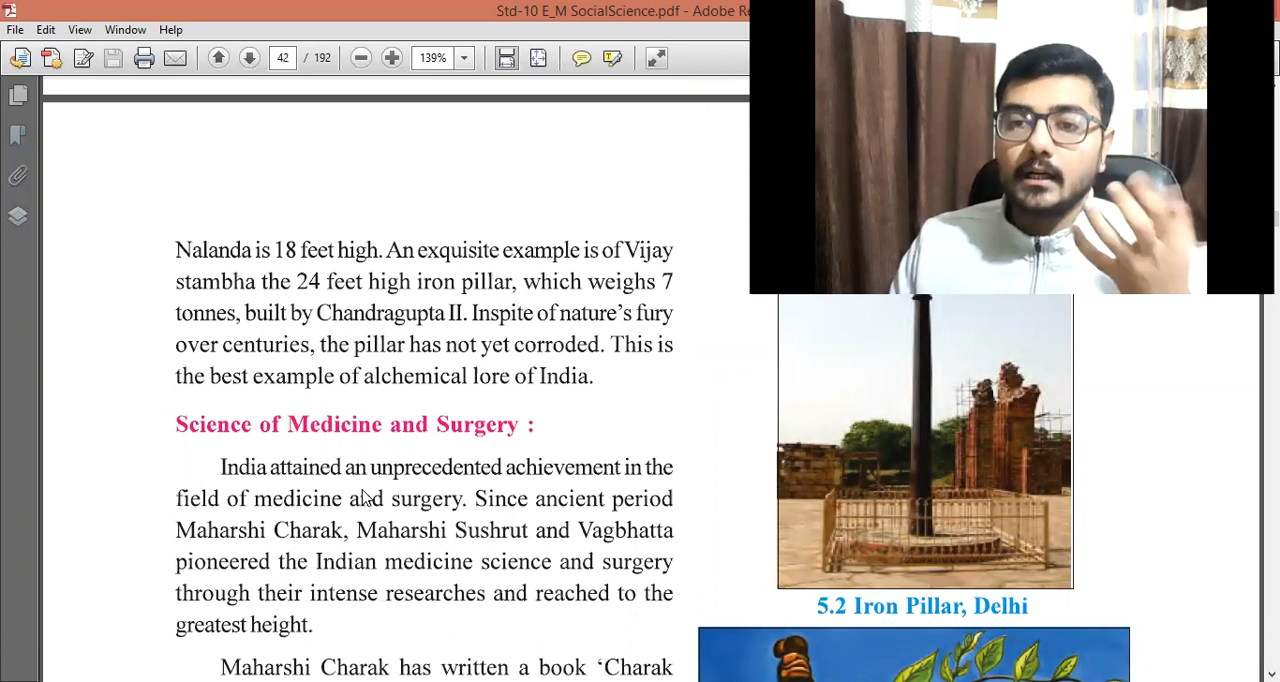 Std-10 E_M SocialScience.pdf - Adobe Re
File Edit View Window Help
42 / 192 139%
Nalanda is 18 feet high. An exquisite example is of Vijay
stambha the 24 feet high iron pillar, which weighs 7
tonnes, built by Chandragupta II. Inspite of nature's fury
over centuries, the pillar has not yet corroded. This is
the best example of alchemical lore of India.
Science of Medicine and Surgery :
India attained an unprecedented achievement in the
field of medicine and surgery. Since ancient period
Maharshi Charak, Maharshi Sushrut and Vagbhatta
pioneered the Indian medicine science and surgery
through their intense researches and reached to the
greatest height.
Maharshi Charak has written a book ‘Charak
5.2 Iron Pillar, Delhi